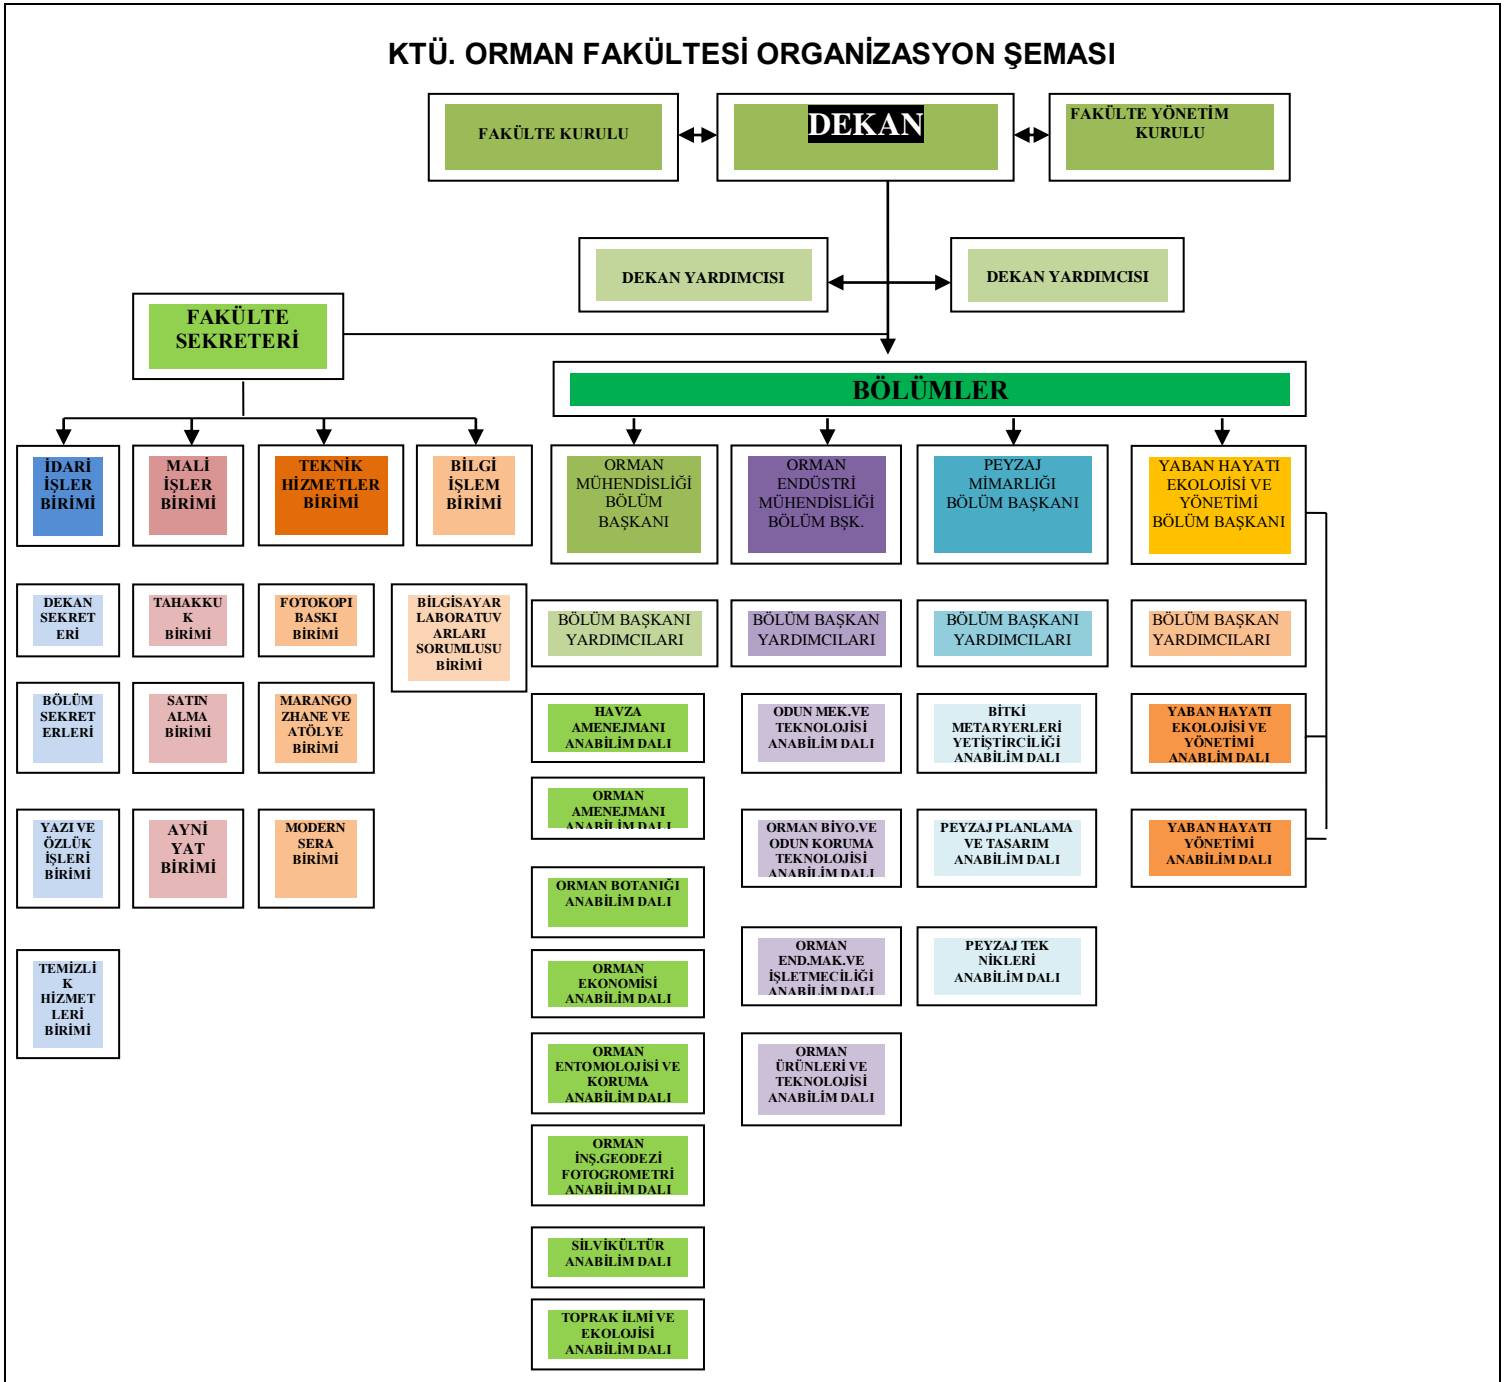 KTÜ. ORMAN FAKÜLTESİ ORGANİZASYON ŞEMASI
FAKÜLTE KURULU
DEKAN
FAKÜLTE YÖNETİM
KURULU
DEKAN YARDIMCISI
DEKAN YARDIMCISI
FAKÜLTE
SEKRETERİ
BÖLÜMLER
İDARİ
İŞLER
BİRİMİ
MALİ
İŞLER
BİRİMİ
TEKNİK
HİZMETLER
BİRİMİ
BİLGİ
İŞLEM
BİRİMİ
ORMAN
MÜHENDİSLİĞİ
BÖLÜM
BAŞKANI
ORMAN
ENDÜSTRİ
MÜHENDİSLİĞİ
BÖLÜM BŞK.
PEYZAJ
MİMARLIĞI
BÖLÜM BAŞKANI
YABAN HAYATI
EKOLOJİSİ VE
YÖNETİMİ
BÖLÜM BAŞKANI
DEKAN
SEKRET
ERİ
TAHAKKU
K
BİRİMİ
FOTOKOPI
BASKI
BİRİMİ
BİLGİSAYAR
LABORATUV
ARLARI
SORUMLUSU
BİRİMİ
BÖLÜM BAŞKANI
YARDIMCILARI
BÖLÜM BAŞKAN
YARDIMCILARI
BÖLÜM BAŞKANI
YARDIMCILARI
BÖLÜM BAŞKAN
YARDIMCILARI
BÖLÜM
SEKRET
ERLERİ
SATIN
ALMA
BİRİMİ
MARANGO
ZHANE VE
ATÖLYE
BİRİMİ
HAVZA
AMENEJMANI
ANABİLİM DALI
ODUN MEK.VE
TEKNOLOJİSİ
ANABİLİM DALI
BİTKİ
METARYERLERİ
YETİŞTİRCİLİĞİ
ANABİLİM DALI
YABAN HAYATI
EKOLOJİSİ VE
YÖNETİMİ
ANABLİM DALI
ORMAN
AMENEJMANI
ANABİLİM DALI
YAZI VE
ÖZLÜK
İŞLERİ
BİRİMİ
AYNİ
YAT
BİRİMİ
MODERN
SERA
BİRİMİ
ORMAN BİYO.VE
ODUN KORUMA
TEKNOLOJİSİ
ANABİLİM DALI
PEYZAJ PLANLAMA
VE TASARIM
ANABİLİM DALI
YABAN HAYATI
YÖNETİMİ
ANABİLİM DALI
ORMAN BOTANIĞI
ANABİLİM DALI
TEMİZLİ
K
HİZMET
LERİ
BİRİMİ
ORMAN
EKONOMİSİ
ANABİLİM DALI
ORMAN
END.MAK.VE
İŞLETMECİLİĞİ
ANABİLİM DALI
PEYZAJ TEK
NIKLERİ
ANABİLİM DALI
ORMAN
ENTOMOLOJİSİ VE
KORUMA
ANABİLİM DALI
ORMAN
ÜRÜNLERİ VE
TEKNOLOJİSİ
ANABİLİM DALI
ORMAN
İNŞ.GEODEZİ
FOTOGROMETRİ
ANABİLİM DALI
SİLVİKÜLTÜR
ANABİLİM DALI
TOPRAK İLMİ VE
EKOLOJİSİ
ANABİLİM DALI